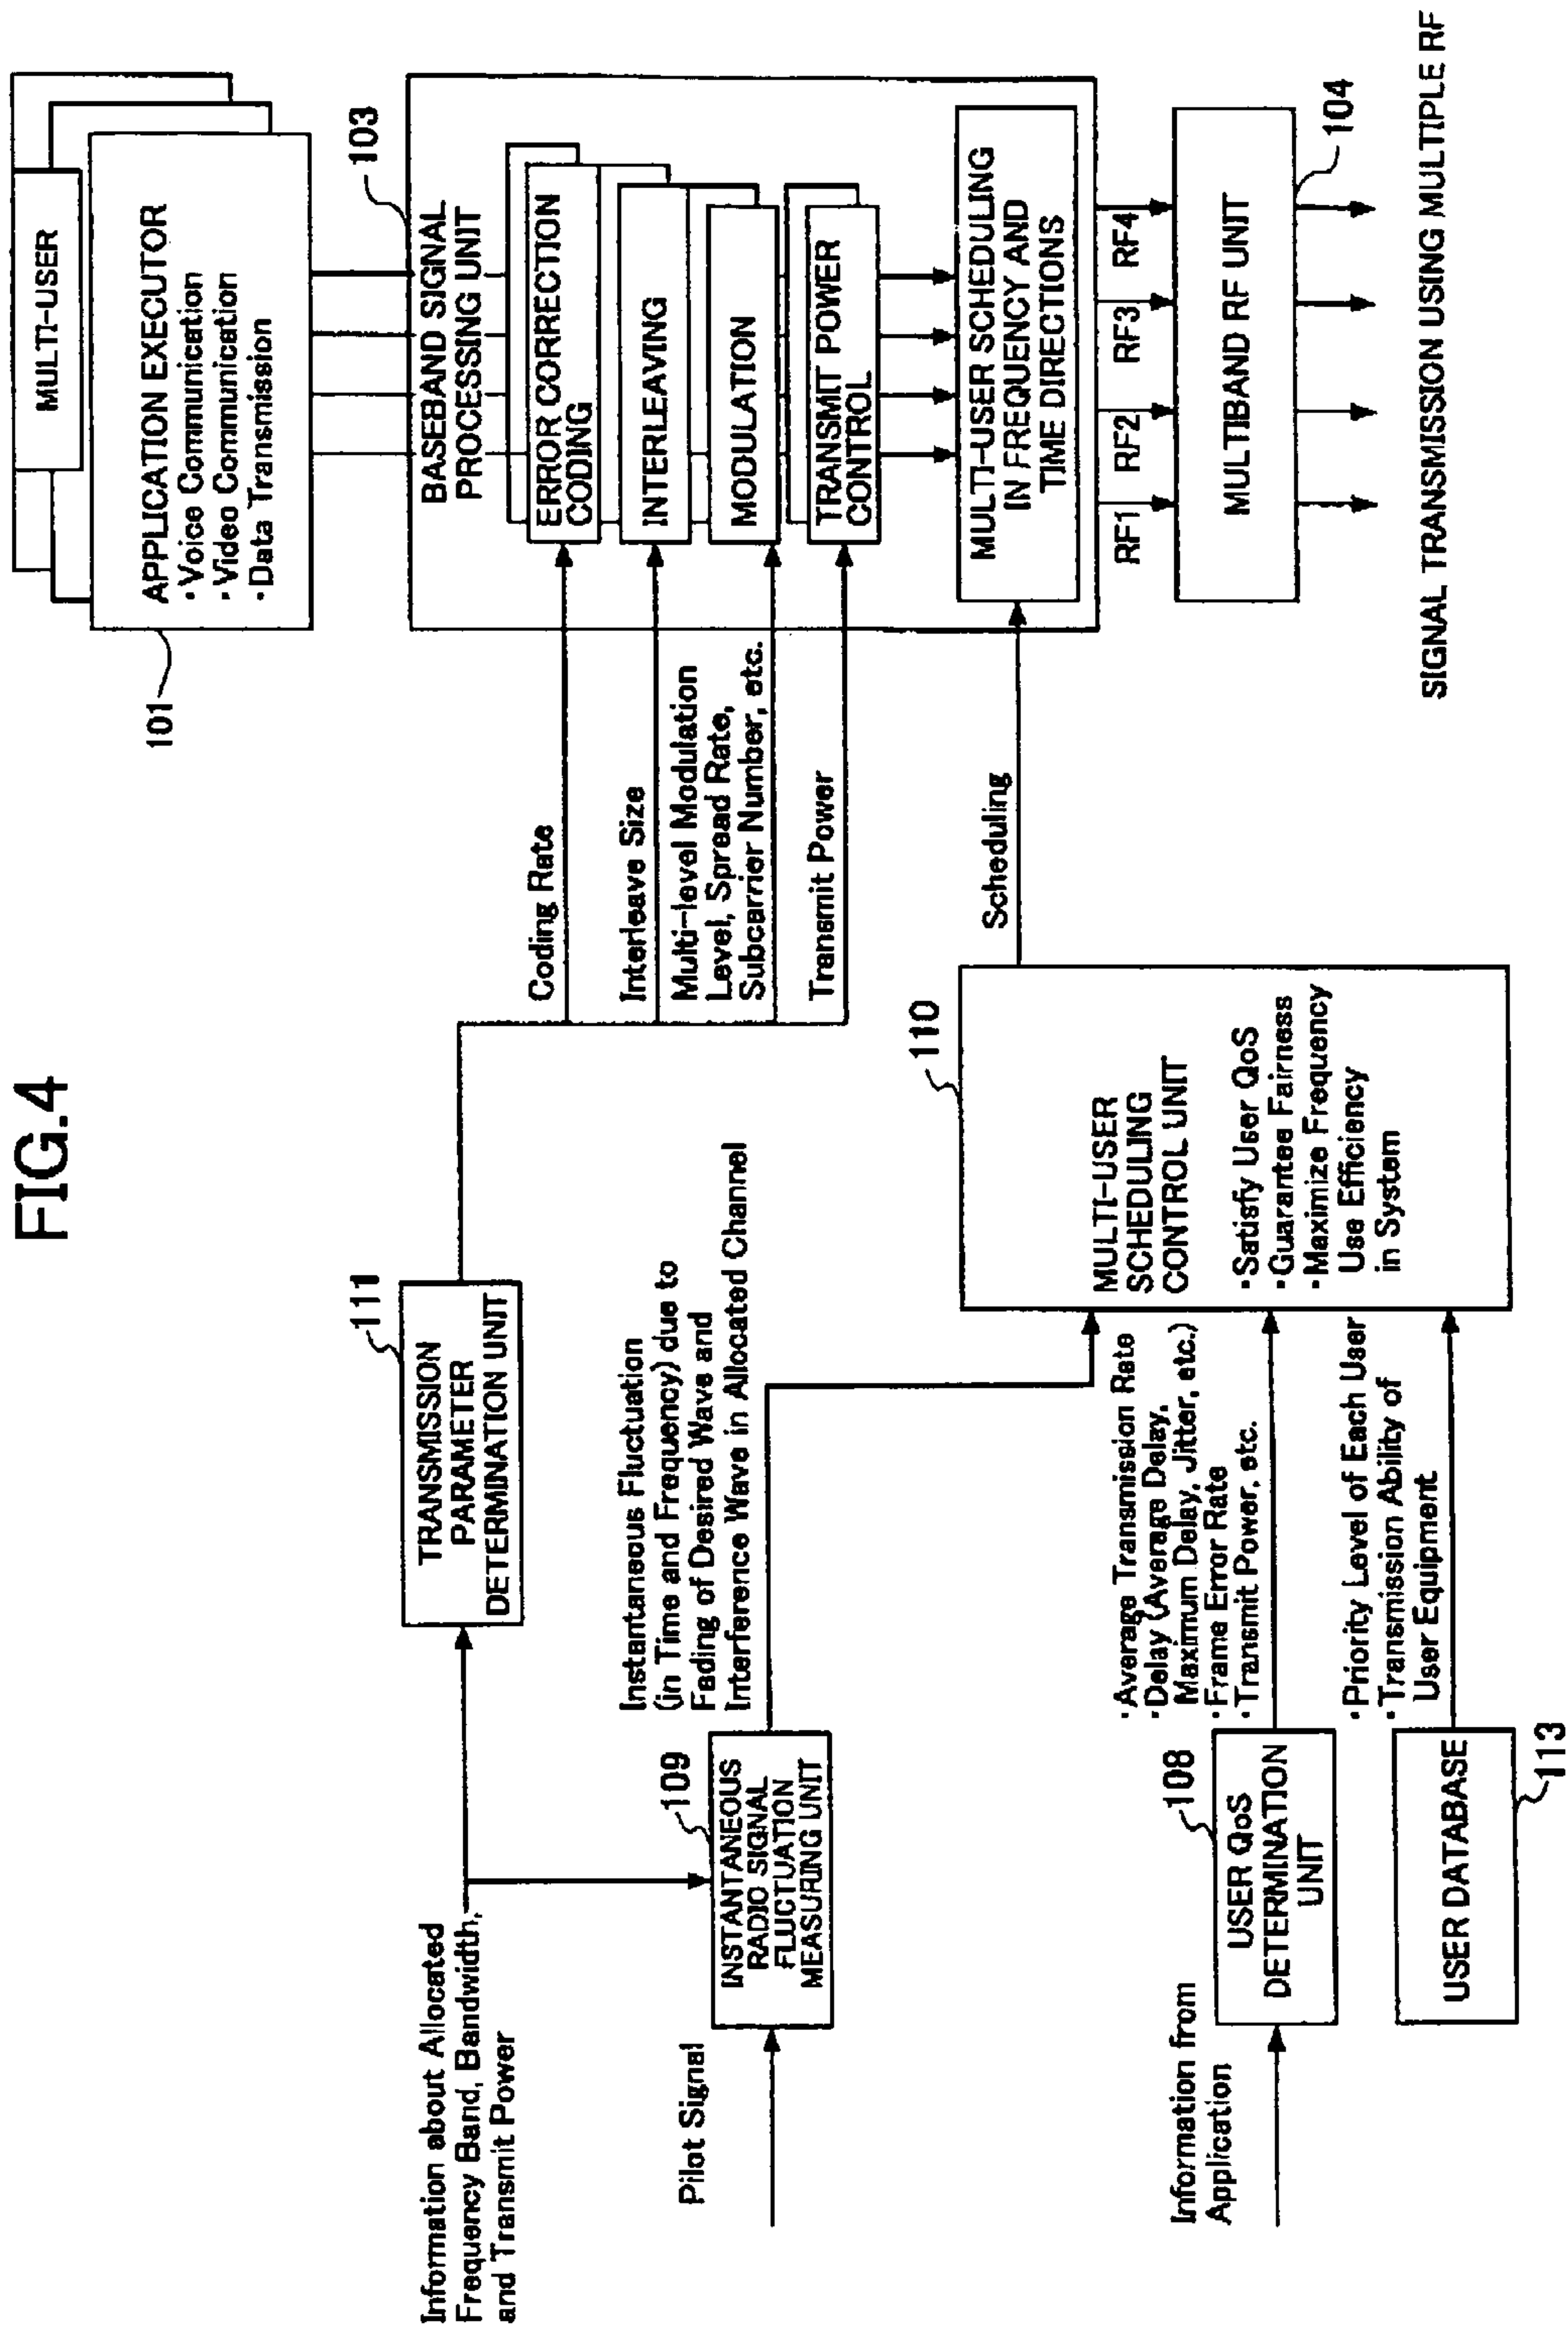 FIG.4
MULTI-USER
APPLICATION EXECUTOR
・Voice Communication
・Video Communication
・Data Transmission
101
103
BASEBAND SIGNAL
PROCESSING UNIT
ERROR CORRECTION
CODING
INTERLEAVING
MODULATION
TRANSMIT POWER
CONTROL
MULTI-USER SCHEDULING
IN FREQUENCY AND
TIME DIRECTIONS
RF1
RF2
RF3
RF4
MULTIBAND RF UNIT
104
SIGNAL TRANSMISSION USING MULTIPLE RF
Coding Rate
Interleave Size
Multi-level Modulation
Level, Spread Rate,
Subcarrier Number, etc.
Transmit Power
Scheduling
111
TRANSMISSION
PARAMETER
DETERMINATION UNIT
110
MULTI-USER
SCHEDULING
CONTROL UNIT
・Satisfy User QoS
・Guarantee Fairness
・Maximize Frequency
Use Efficiency
in System
Instantaneous Fluctuation
(in Time and Frequency) due to
Fading of Desired Wave and
Interference Wave in Allocated Channel
・Average Transmission Rate
・Delay (Average Delay,
Maximum Delay, Jitter, etc.)
・Frame Error Rate
・Transmit Power, etc.
・Priority Level of Each User
・Transmission Ability of
User Equipment
Information about Allocated
Frequency Band, Bandwidth,
and Transmit Power
109
INSTANTANEOUS
RADIO SIGNAL
FLUCTUATION
MEASURING UNIT
Pilot Signal
108
USER QoS
DETERMINATION
UNIT
Information from
Application
USER DATABASE
113